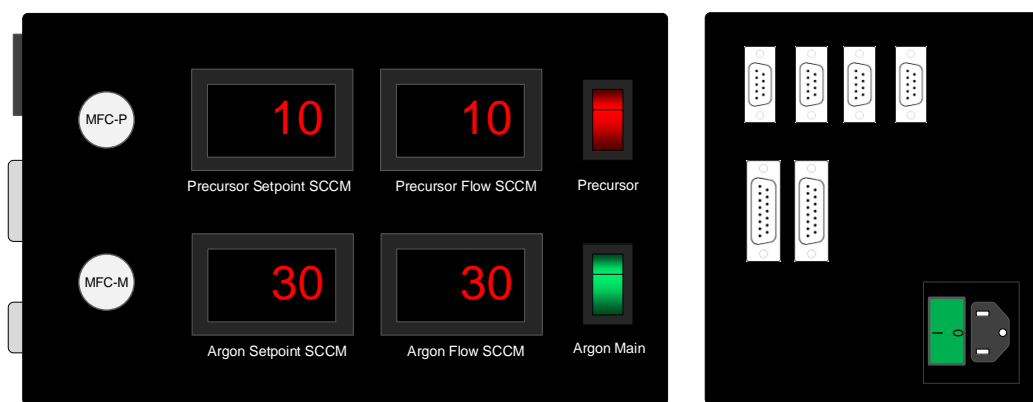 MFC-P
10
10
Precursor Setpoint SCCM
Precursor Flow SCCM
Precursor
MFC-M
30
30
Argon Setpoint SCCM
Argon Flow SCCM
Argon Main
I O